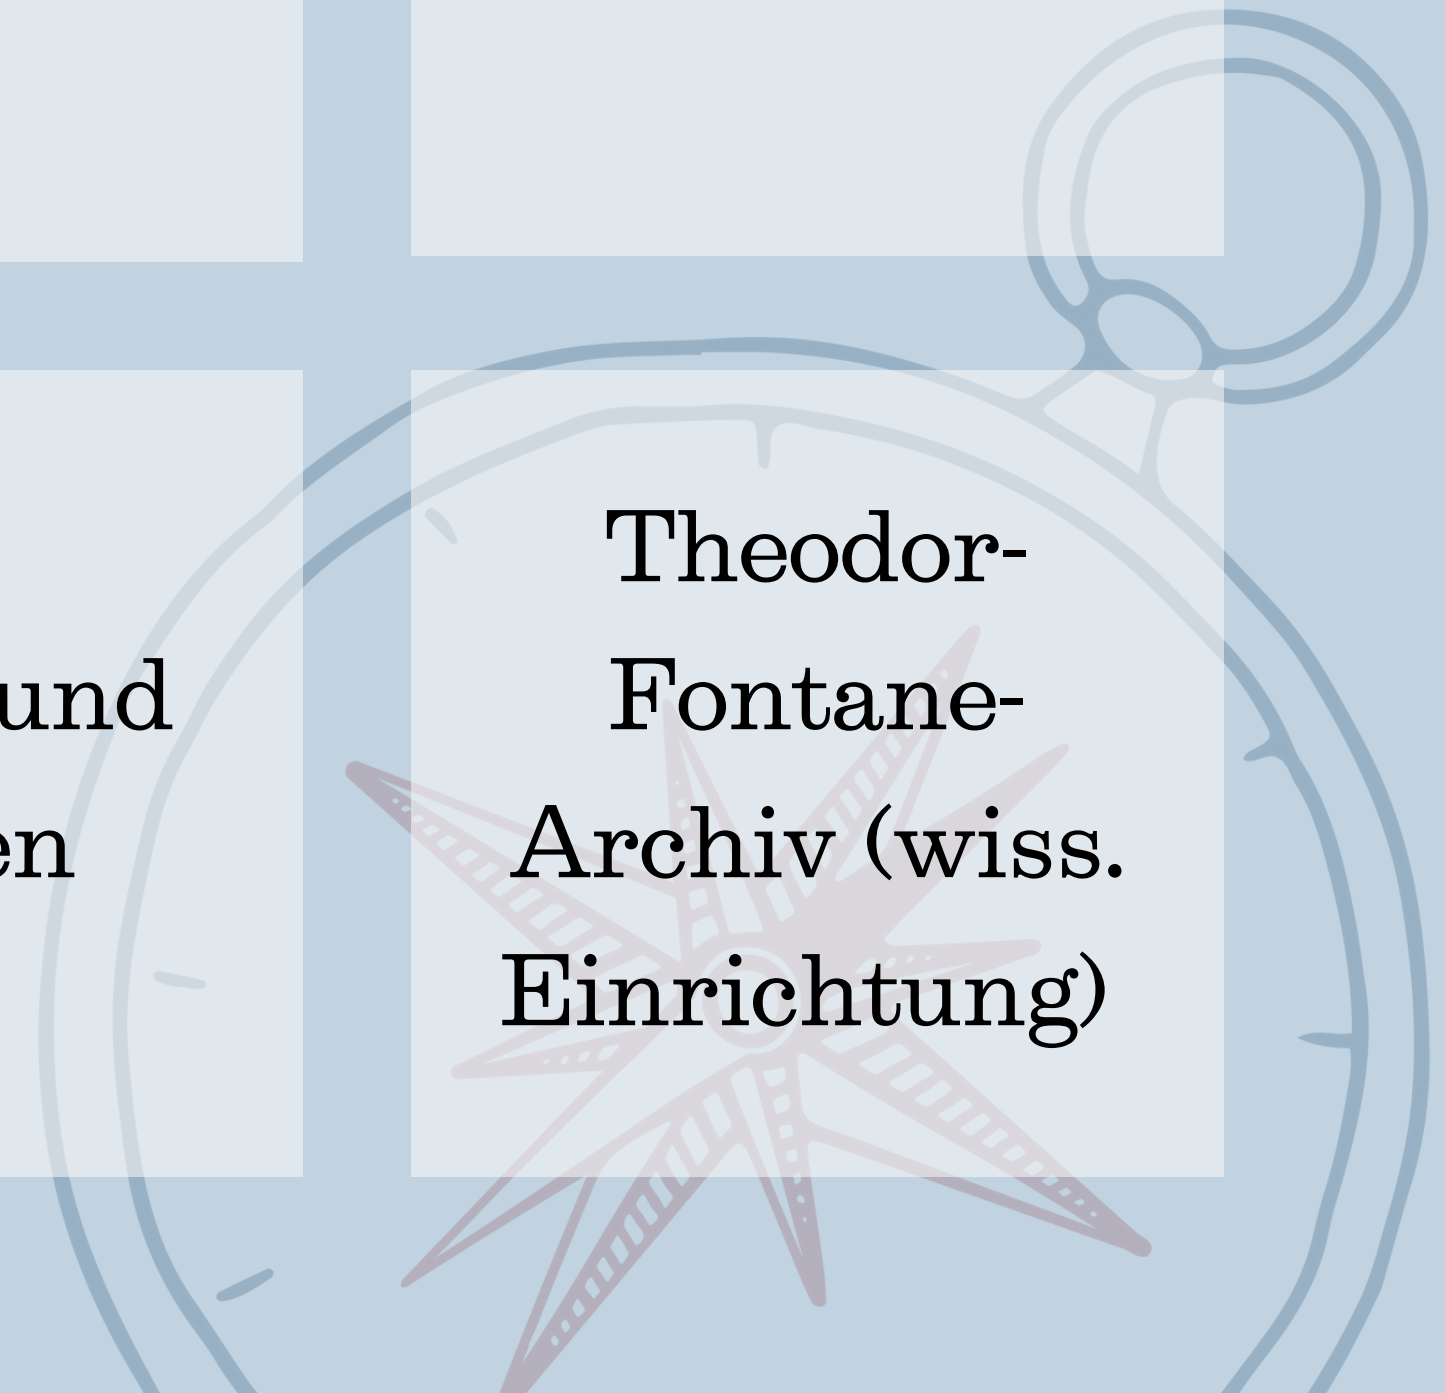 und
en
Theodor-
Fontane-
Archiv (wiss.
Einrichtung)